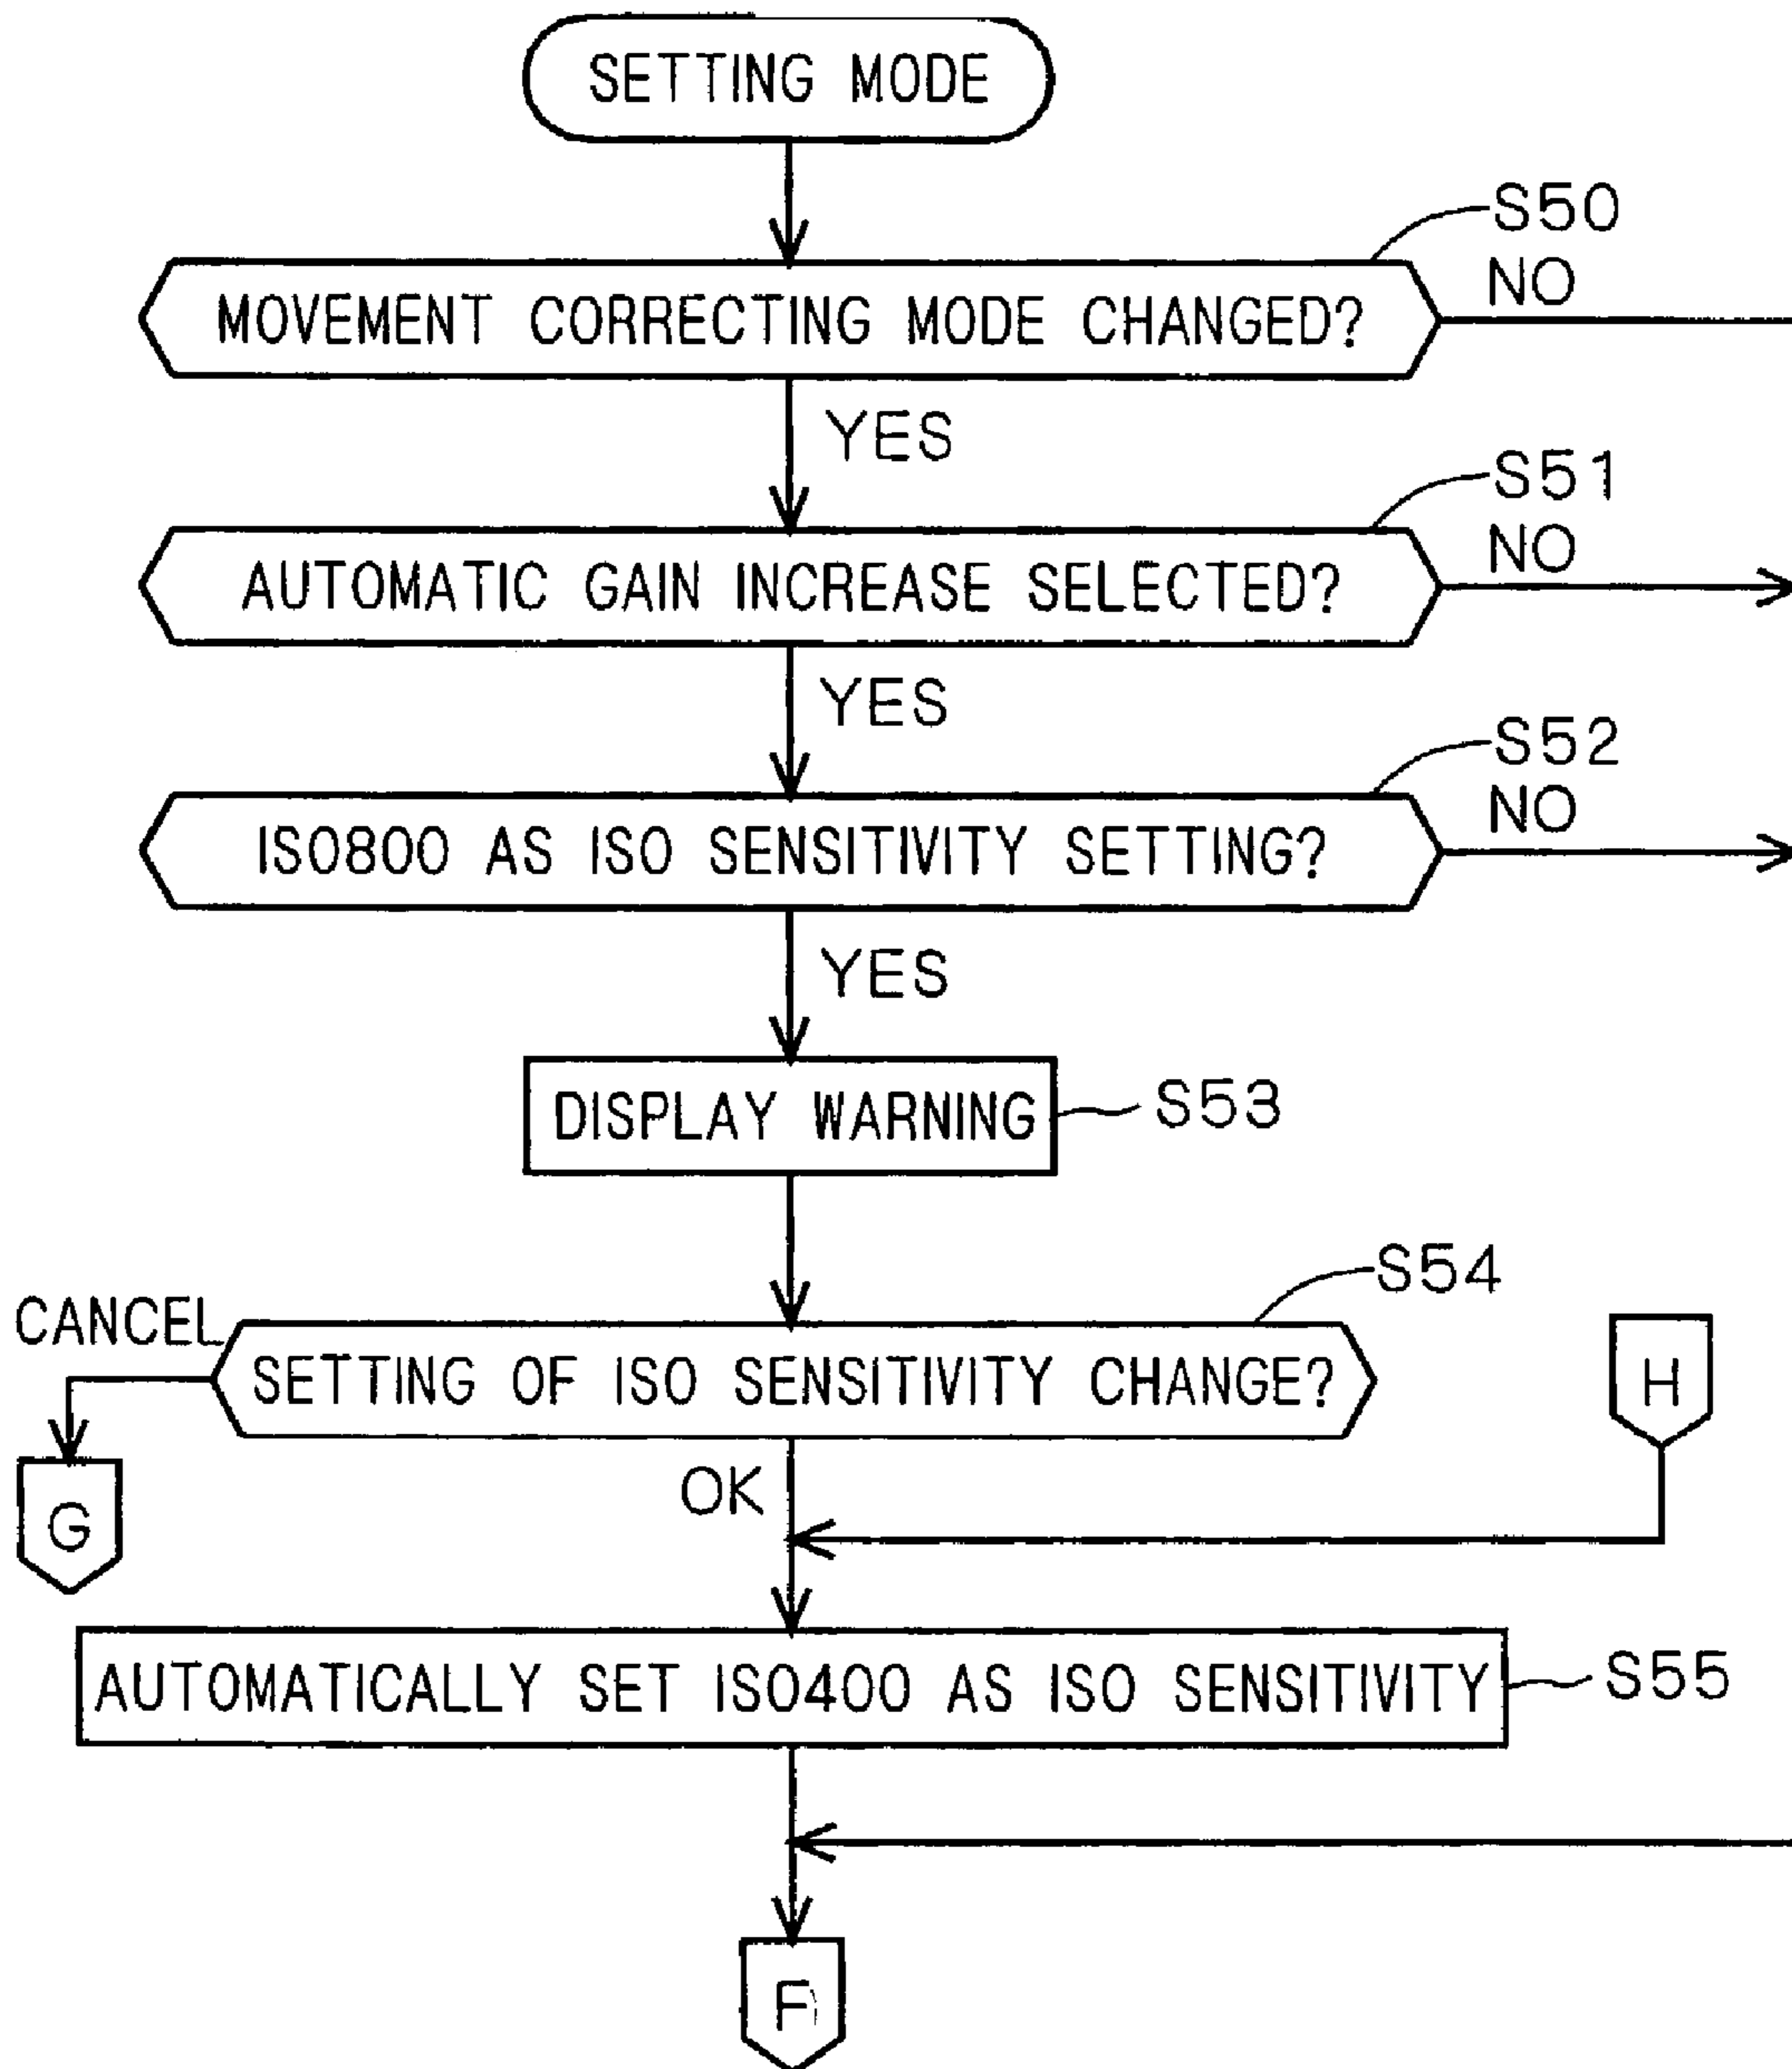 SETTING MODE
S50
MOVEMENT CORRECTING MODE CHANGED?
NO
YES
S51
AUTOMATIC GAIN INCREASE SELECTED?
NO
YES
S52
ISO800 AS ISO SENSITIVITY SETTING?
NO
YES
DISPLAY WARNING
S53
S54
CANCEL
SETTING OF ISO SENSITIVITY CHANGE?
H
G
OK
AUTOMATICALLY SET ISO400 AS ISO SENSITIVITY
S55
F